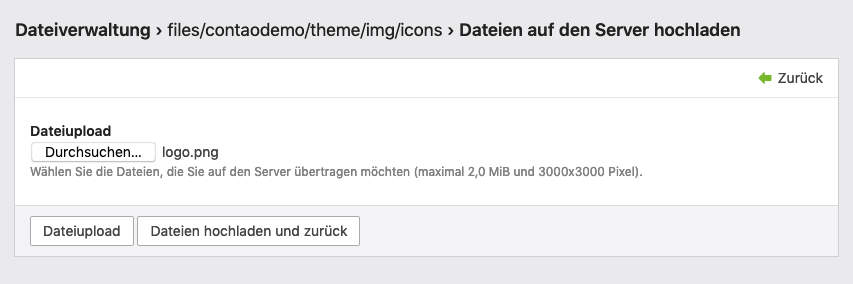 Dateiverwaltung › files/contaodemo/theme/img/icons › Dateien auf den Server hochladen
Zurück
Dateiupload
Durchsuchen... logo.png
Wählen Sie die Dateien, die Sie auf den Server übertragen möchten (maximal 2,0 MiB und 3000x3000 Pixel).
Dateiupload Dateien hochladen und zurück